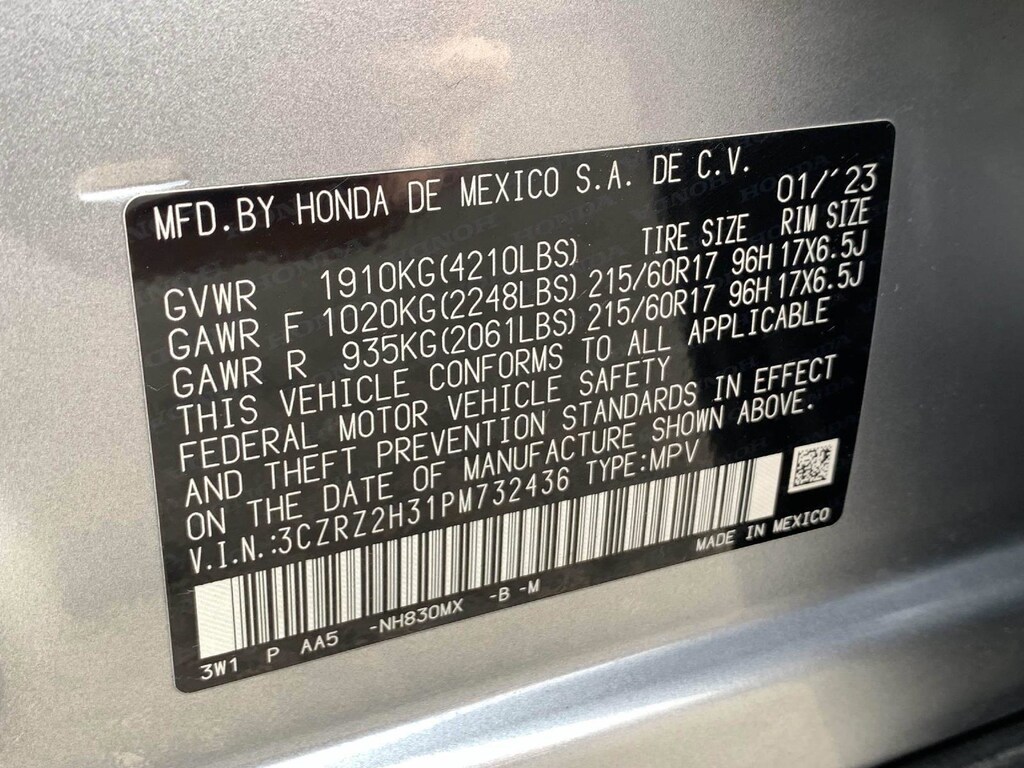 MFD.BY HONDA DE MEXICO S.A. DE C.V. 01/'23
TIRE SIZE RIM SIZE
GVWR 1910KG(4210LBS)
GAWR F 1020KG(2248LBS) 215/60R17 96H 17X6.5J
GAWR R 935KG(2061LBS) 215/60R17 96H 17X6.5J
THIS VEHICLE CONFORMS TO ALL APPLICABLE
FEDERAL MOTOR VEHICLE SAFETY
AND THEFT PREVENTION STANDARDS IN EFFECT
ON THE DATE OF MANUFACTURE SHOWN ABOVE.
V.I.N.:3CZRZ2H31PM732436 TYPE:MPV
MADE IN MEXICO
3W1 P AA5 -NH830MX -B -M